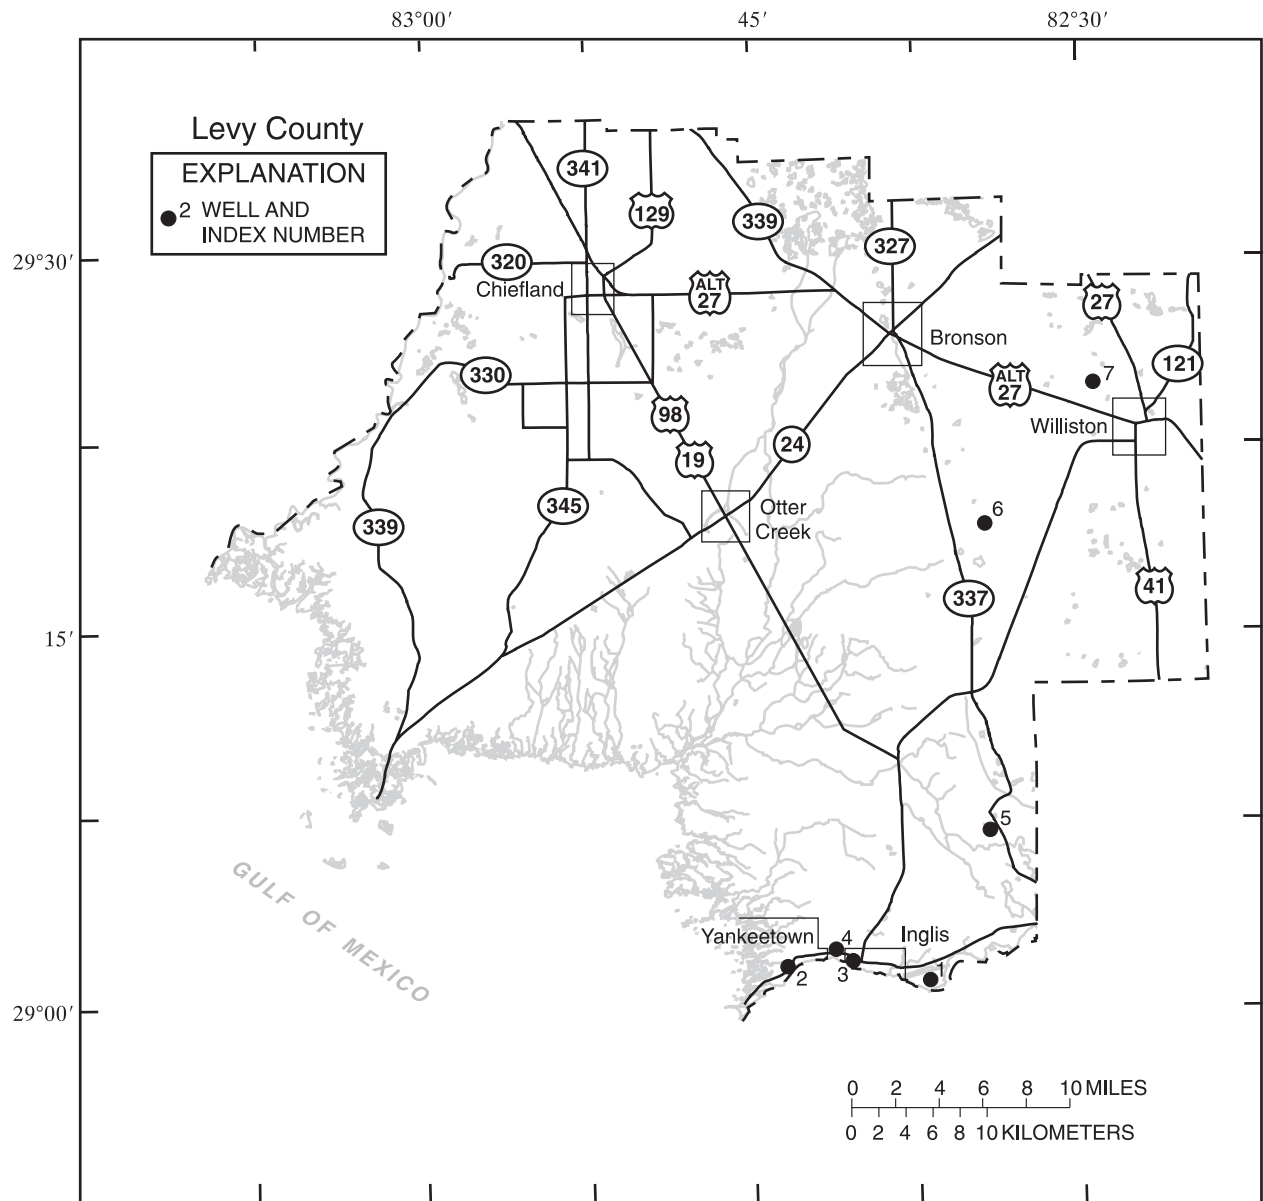 83°00′ 45′ 82°30′
Levy County
EXPLANATION
2 WELL AND
INDEX NUMBER
341
129
339
327
29°30′
320
Chiefland
ALT
27
27
Bronson
121
330
ALT
27
7
98
Williston
24
19
345
Otter
Creek
6
339
337
41
15′
5
GULF OF MEXICO
Yankeetown
4
Inglis
2
3
1
29°00′
0 2 4 6 8 10 MILES
0 2 4 6 8 10 KILOMETERS